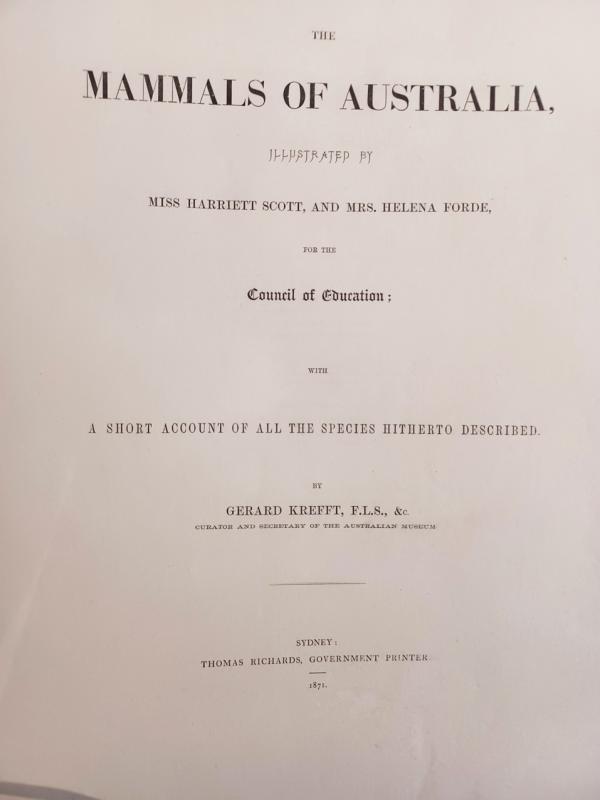 THE
MAMMALS OF AUSTRALIA,
ILLUSTRATED BY
MISS HARRIETT SCOTT, AND MRS. HELENA FORDE,
FOR THE
Council of Education;
WITH
A SHORT ACCOUNT OF ALL THE SPECIES HITHERTO DESCRIBED.
BY
GERARD KREFFT, F.L.S., &c.
CURATOR AND SECRETARY OF THE AUSTRALIAN MUSEUM
SYDNEY:
THOMAS RICHARDS, GOVERNMENT PRINTER.
1871.